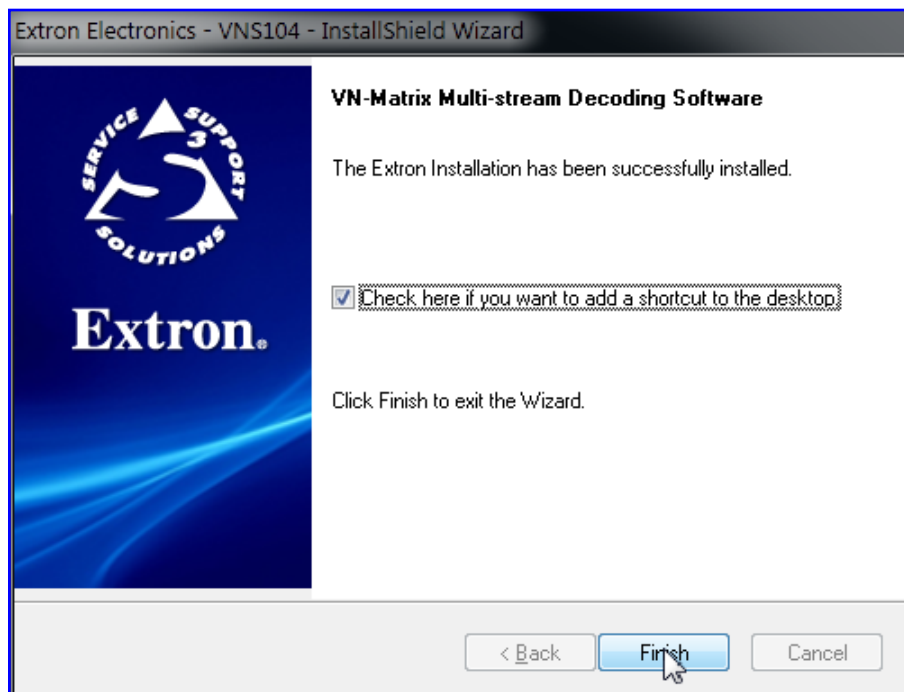 Extron Electronics - VNS104 - InstallShield Wizard
SERVICE SUPPORT SOLUTIONS
3
Extron®
VN-Matrix Multi-stream Decoding Software
The Extron Installation has been successfully installed.
Check here if you want to add a shortcut to the desktop.
Click Finish to exit the Wizard.
< Back
Finish
Cancel